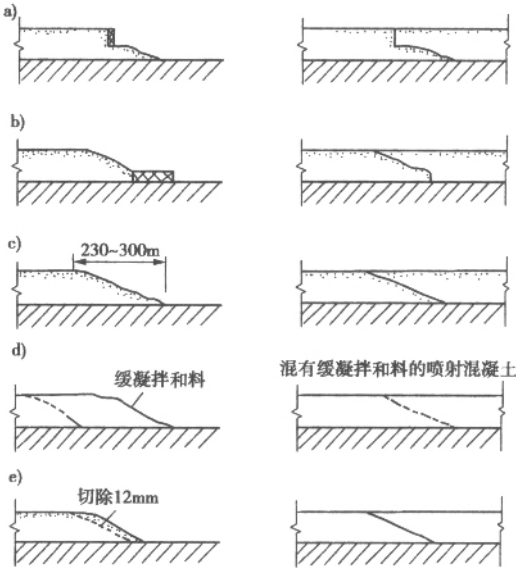 a)
b)
c)
230~300m
d)
缓凝拌和料
混有缓凝拌和料的喷射混凝土
e)
切除12mm